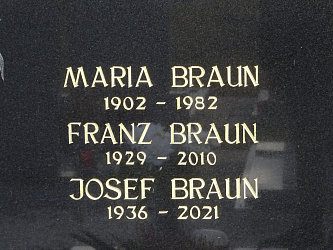 MARIA BRAUN
1902 - 1982
FRANZ BRAUN
1929 - 2010
JOSEF BRAUN
1936 - 2021